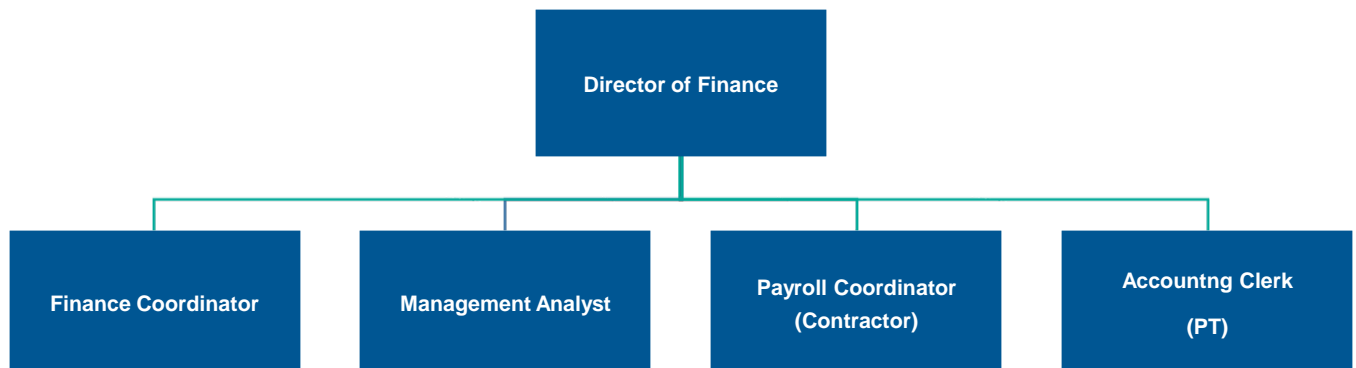 Director of Finance
Finance Coordinator
Management Analyst
Payroll Coordinator
(Contractor)
Accountng Clerk
(PT)